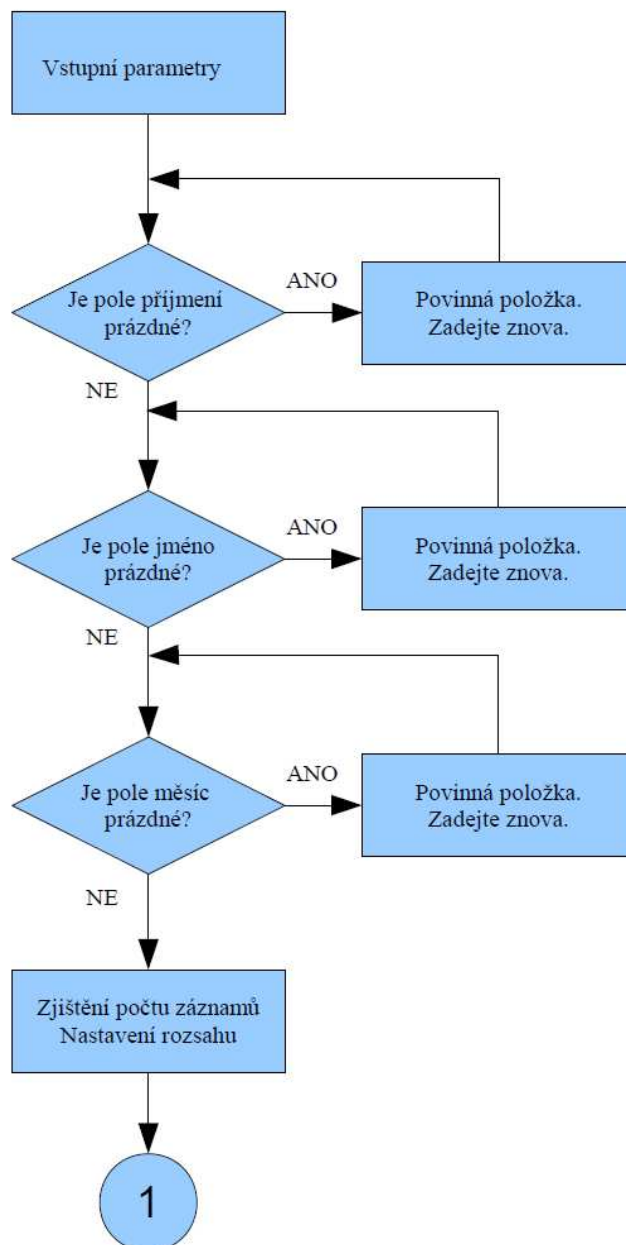 Vstupní parametry
Je pole příjmení
prázdné?
ANO
Povinná položka.
Zadejte znova.
NE
Je pole jméno
prázdné?
ANO
Povinná položka.
Zadejte znova.
NE
Je pole měsíc
prázdné?
ANO
Povinná položka.
Zadejte znova.
NE
Zjištění počtu záznamů
Nastavení rozsahu
1